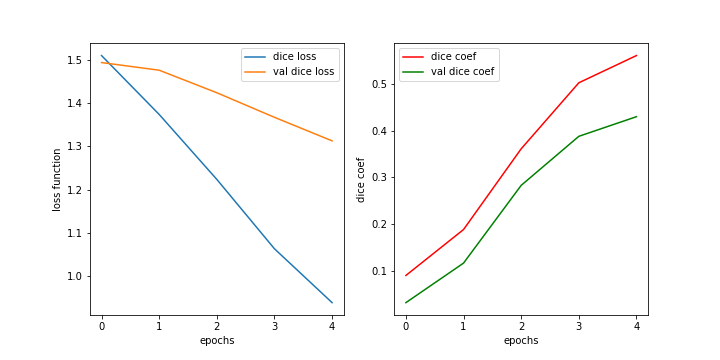 dice loss
val dice loss
1.5
1.4
1.3
1.2
1.1
1.0
loss function
0 1 2 3 4
epochs
dice coef
val dice coef
0.5
0.4
0.3
0.2
0.1
dice coef
0 1 2 3 4
epochs